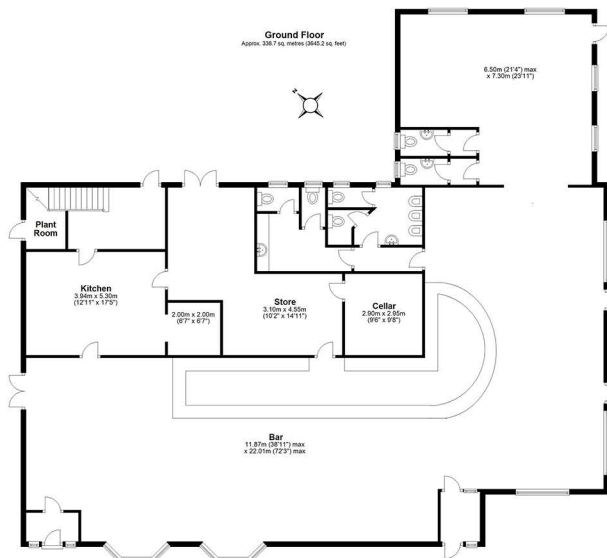 Ground Floor
Approx. 338.7 sq. metres (3645.2 sq. feet)
6.50m (21'4") max
x 7.30m (23'11")
N
Plant
Room
Kitchen
3.94m x 5.30m
(12'11" x 17'5")
2.00m x 2.00m
(6'7" x 6'7")
Store
3.10m x 4.55m
(10'2" x 14'11")
Cellar
2.90m x 2.95m
(9'6" x 9'8")
Bar
11.87m (38'11") max
x 22.01m (72'3") max